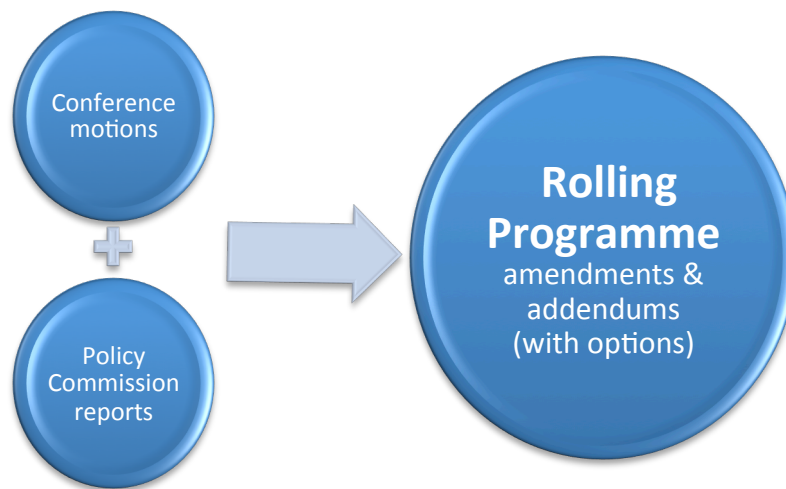 Conference
motions
+
Policy
Commission
reports
Rolling
Programme
amendments &
addendums
(with options)